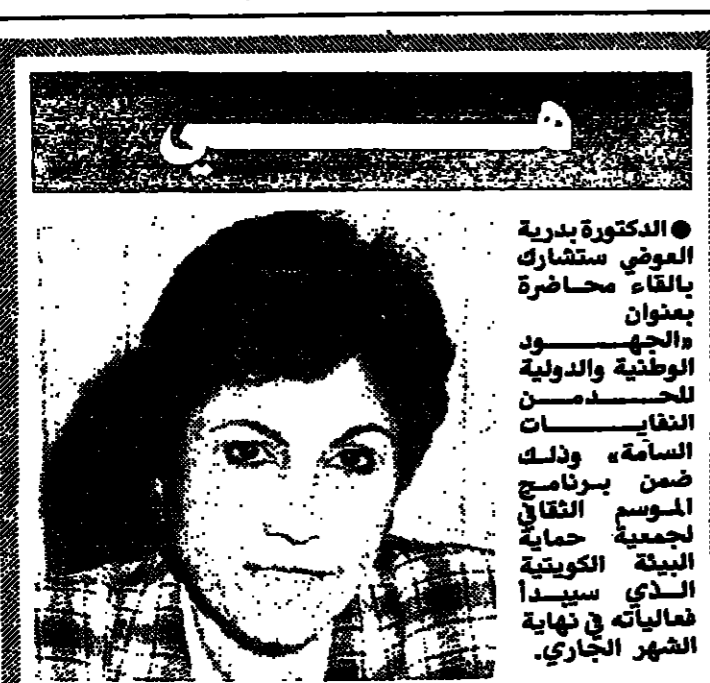 هي
● الدكتورة بدرية
العوضي ستشارك
بالقاء محاضرة
بعنوان
«الجهود
الوطنية والدولية
للحد من
النفايات
السامة» وذلك
ضمن برنامج
الموسم الثقافي
لجمعية حماية
البيئة الكويتية
الذي سيبدأ
فعالياته في نهاية
الشهر الجاري.